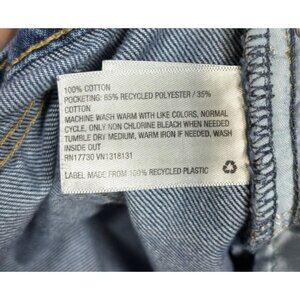 100% COTTON
POCKETING: 65% RECYCLED POLYESTER / 35%
COTTON
MACHINE WASH WARM WITH LIKE COLORS, NORMAL
CYCLE, ONLY NON CHLORINE BLEACH WHEN NEEDED
TUMBLE DRY MEDIUM, WARM IRON IF NEEDED, WASH
INSIDE OUT
RN17730 VN1318131
LABEL MADE FROM 100% RECYCLED PLASTIC